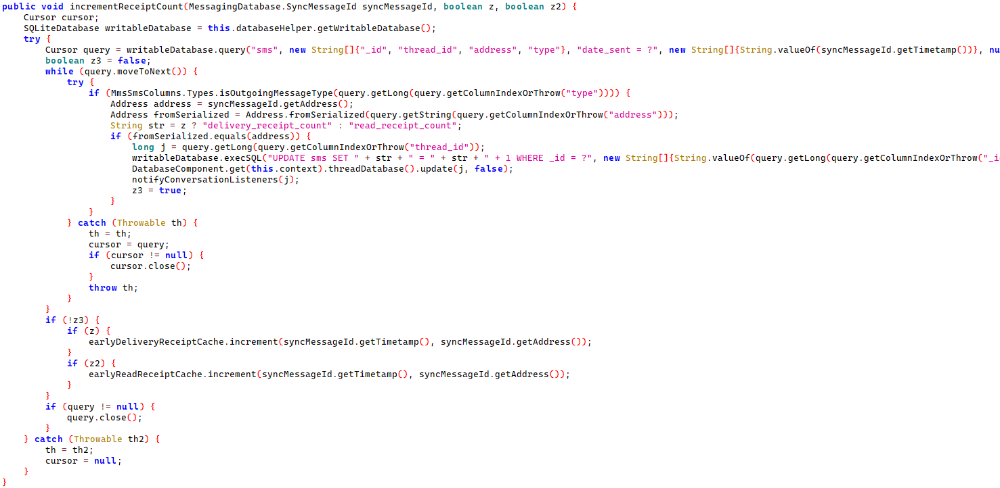 public void incrementReceiptCount(MessagingDatabase.SyncMessageId syncMessageId, boolean z, boolean z2) {
    Cursor cursor;
    SQLiteDatabase writableDatabase = this.databaseHelper.getWritableDatabase();
    try {
        Cursor query = writableDatabase.query("sms", new String[]{"_id", "thread_id", "address", "type"}, "date_sent = ?", new String[]{String.valueOf(syncMessageId.getTimetamp())}, nu
        boolean z3 = false;
        while (query.moveToNext()) {
            try {
                if (MmsSmsColumns.Types.isOutgoingMessageType(query.getLong(query.getColumnIndexOrThrow("type")))) {
                    Address address = syncMessageId.getAddress();
                    Address fromSerialized = Address.fromSerialized(query.getString(query.getColumnIndexOrThrow("address")));
                    String str = z ? "delivery_receipt_count" : "read_receipt_count";
                    if (fromSerialized.equals(address)) {
                        long j = query.getLong(query.getColumnIndexOrThrow("thread_id"));
                        writableDatabase.execSQL("UPDATE sms SET " + str + " = " + str + " + 1 WHERE _id = ?", new String[]{String.valueOf(query.getLong(query.getColumnIndexOrThrow("_i
                        DatabaseComponent.get(this.context).threadDatabase().update(j, false);
                        notifyConversationListeners(j);
                        z3 = true;
                    }
                }
            } catch (Throwable th) {
                th = th;
                cursor = query;
                if (cursor != null) {
                    cursor.close();
                }
                throw th;
            }
        }
        if (!z3) {
            if (z) {
                earlyDeliveryReceiptCache.increment(syncMessageId.getTimetamp(), syncMessageId.getAddress());
            }
            if (z2) {
                earlyReadReceiptCache.increment(syncMessageId.getTimetamp(), syncMessageId.getAddress());
            }
        }
        if (query != null) {
            query.close();
        }
    } catch (Throwable th2) {
        th = th2;
        cursor = null;
    }
}